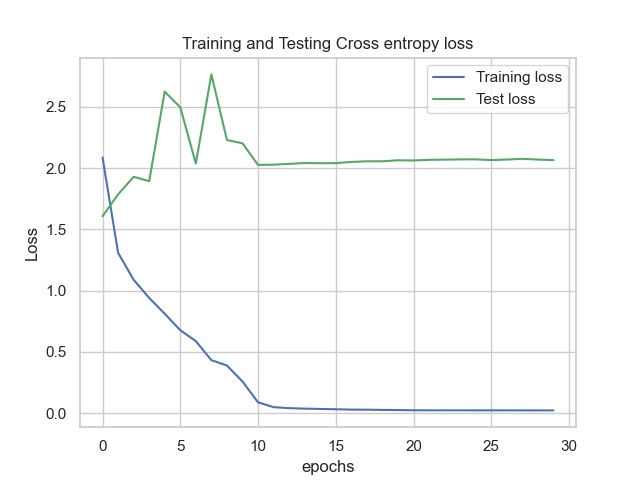 Training and Testing Cross entropy loss
Training loss
Test loss
2.5
2.0
1.5
1.0
0.5
0.0
Loss
0 5 10 15 20 25 30
epochs